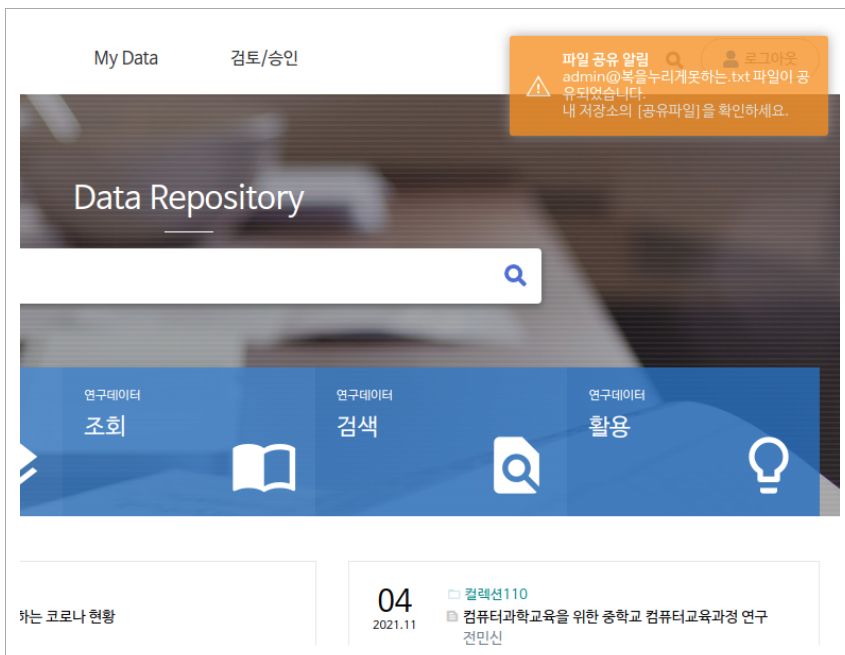 My Data
검토/승인
로그아웃
파일 공유 알림
admin@복을누리게못하는.txt 파일이 공
유되었습니다.
내 저장소의 [공유파일]을 확인하세요.
Data Repository
연구데이터
조회
연구데이터
검색
연구데이터
활용
하는 코로나 현황
04
2021.11
컬렉션110
컴퓨터과학교육을 위한 중학교 컴퓨터교육과정 연구
전민신